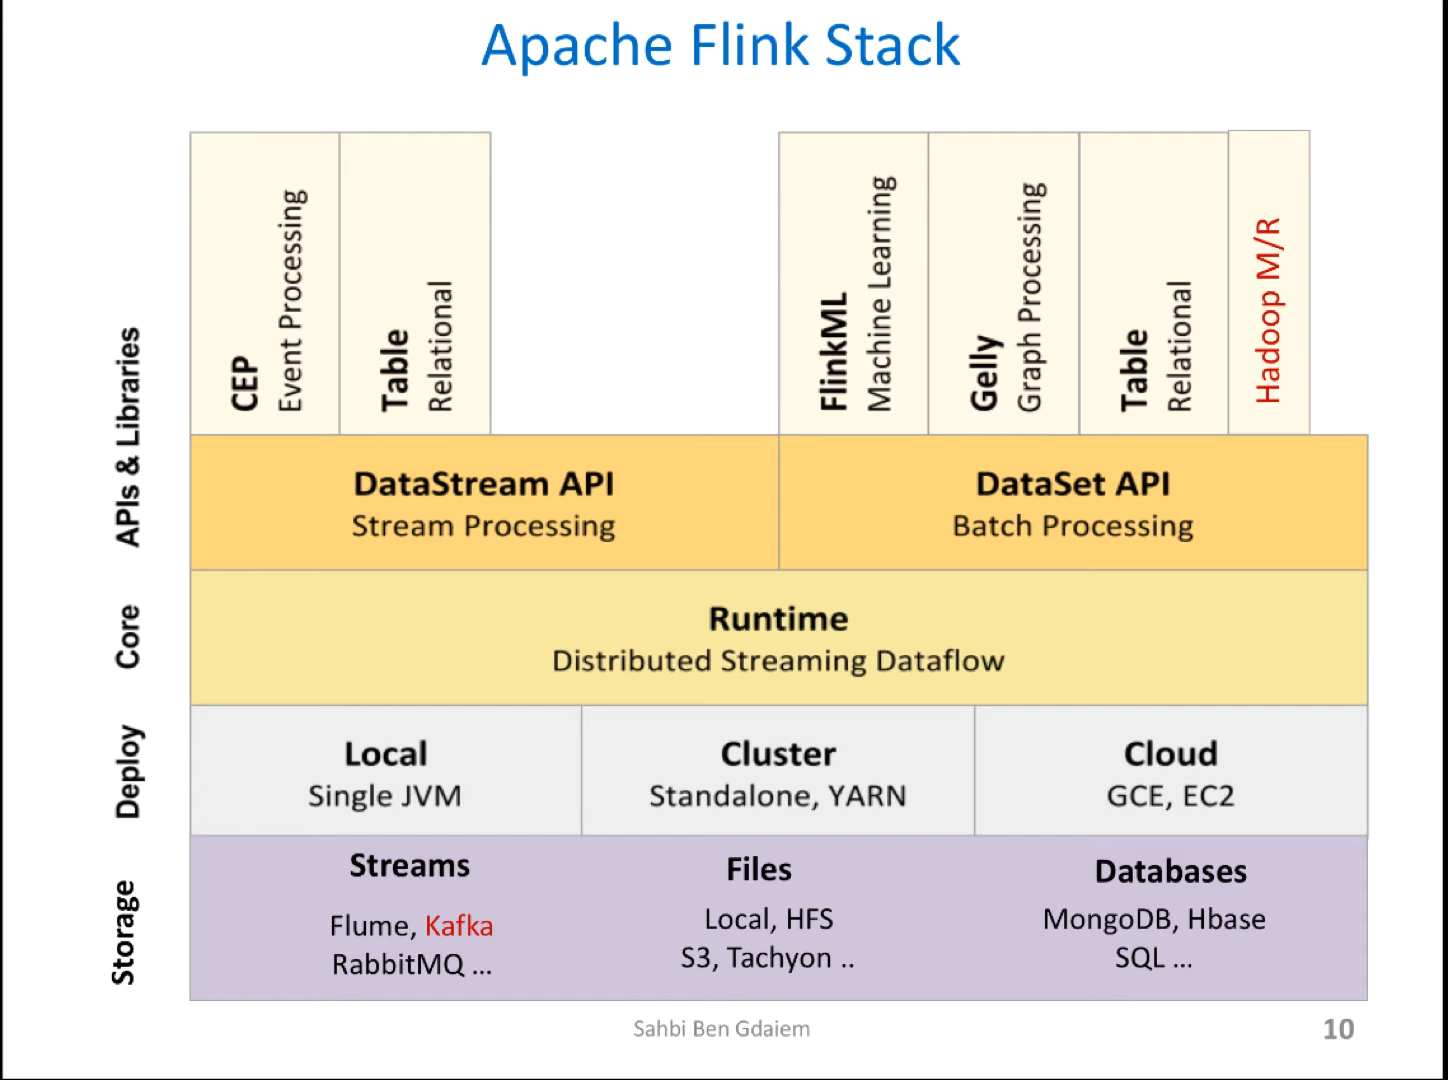 Apache Flink Stack
APIs & Libraries
CEP
Event Processing
Table
Relational
FlinkML
Machine Learning
Gelly
Graph Processing
Table
Relational
Hadoop M/R
DataStream API
Stream Processing
DataSet API
Batch Processing
Core
Runtime
Distributed Streaming Dataflow
Deploy
Local
Single JVM
Cluster
Standalone, YARN
Cloud
GCE, EC2
Storage
Streams
Flume, Kafka
RabbitMQ ...
Files
Local, HFS
S3, Tachyon ..
Databases
MongoDB, Hbase
SQL ...
Sahbi Ben Gdaiem
10